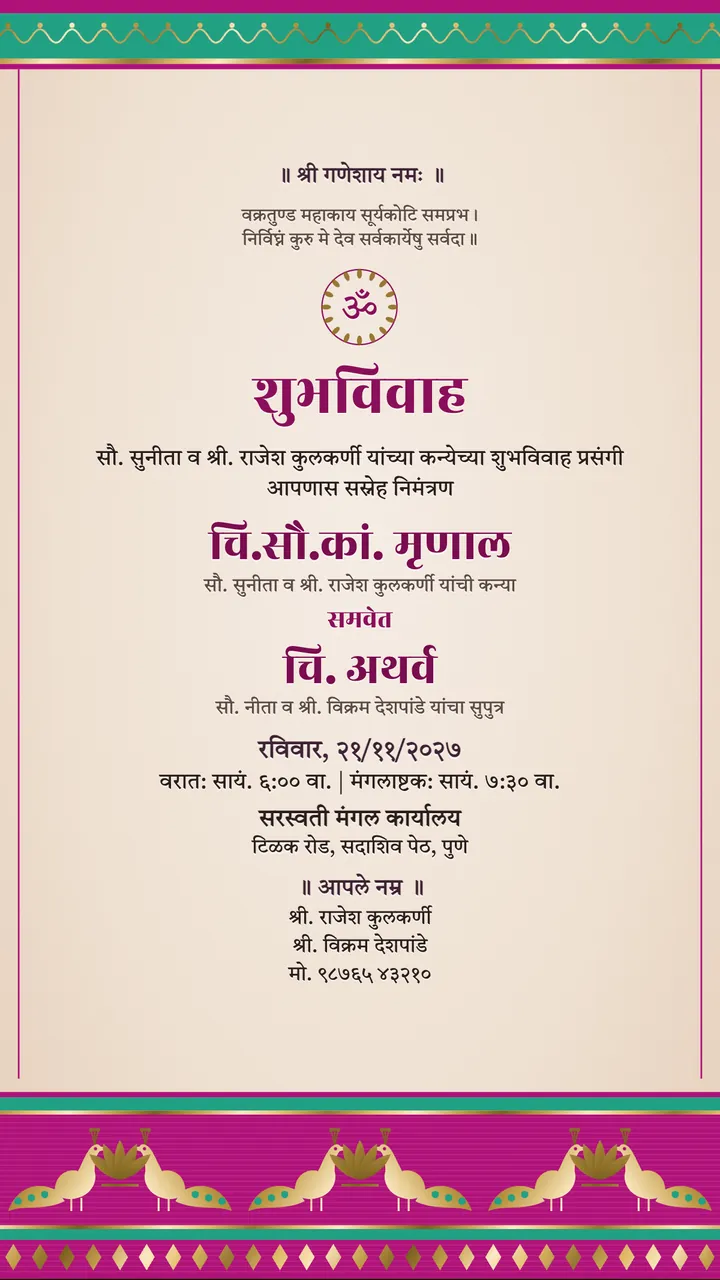 ॥ श्री गणेशाय नमः ॥
वक्रतुण्ड महाकाय सूर्यकोटि समप्रभ।
निर्विघ्नं कुरु मे देव सर्वकार्येषु सर्वदा॥
ॐ
शुभविवाह
सौ. सुनीता व श्री. राजेश कुलकर्णी यांच्या कन्येच्या शुभविवाह प्रसंगी
आपणास सस्नेह निमंत्रण
चि.सौ.कां. मृणाल
सौ. सुनीता व श्री. राजेश कुलकर्णी यांची कन्या
समवेत
चि. अथर्व
सौ. नीता व श्री. विक्रम देशपांडे यांचा सुपुत्र
रविवार, २१/११/२०२७
वरात: सायं. ६:०० वा. | मंगलाष्टक: सायं. ७:३० वा.
सरस्वती मंगल कार्यालय
टिळक रोड, सदाशिव पेठ, पुणे
॥ आपले नम्र ॥
श्री. राजेश कुलकर्णी
श्री. विक्रम देशपांडे
मो. ९८७६५ ४३२१०